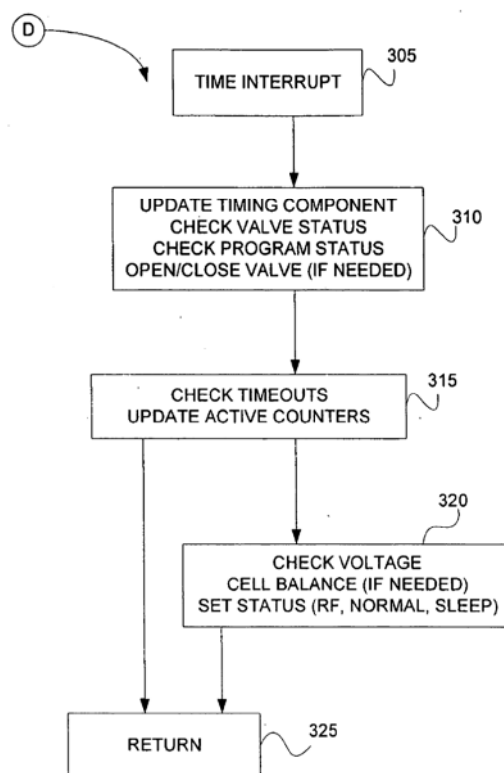 D
TIME INTERRUPT
305
UPDATE TIMING COMPONENT
CHECK VALVE STATUS
CHECK PROGRAM STATUS
OPEN/CLOSE VALVE (IF NEEDED)
310
CHECK TIMEOUTS
UPDATE ACTIVE COUNTERS
315
320
CHECK VOLTAGE
CELL BALANCE (IF NEEDED)
SET STATUS (RF, NORMAL, SLEEP)
RETURN
325